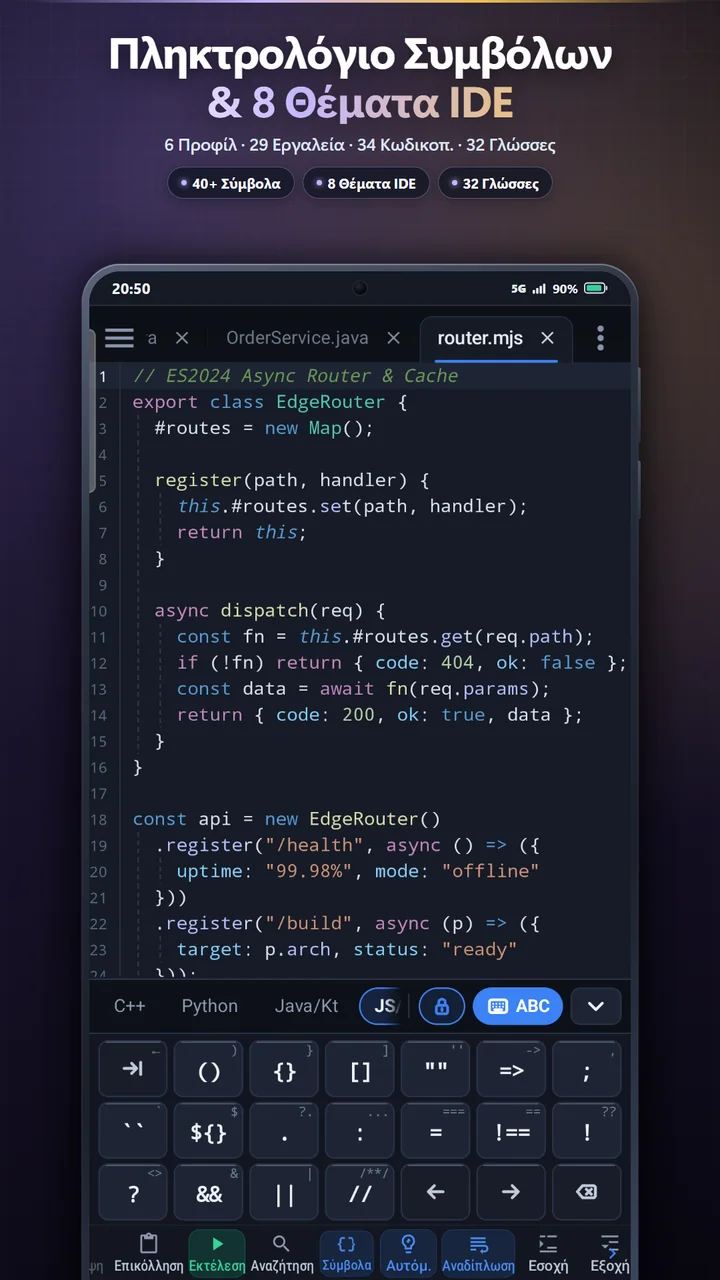 Πληκτρολόγιο Συμβόλων
& 8 Θέματα IDE
6 Προφίλ · 29 Εργαλεία · 34 Κωδικοπ. · 32 Γλώσσες
40+ Σύμβολα
8 Θέματα IDE
32 Γλώσσες
20:50
5G 90%
a
OrderService.java
router.mjs
1 // ES2024 Async Router & Cache
2 export class EdgeRouter {
3 #routes = new Map();
4
5 register(path, handler) {
6 this.#routes.set(path, handler);
7 return this;
8 }
9
10 async dispatch(req) {
11 const fn = this.#routes.get(req.path);
12 if (!fn) return { code: 404, ok: false };
13 const data = await fn(req.params);
14 return { code: 200, ok: true, data };
15 }
16 }
17
18 const api = new EdgeRouter()
19 .register("/health", async () => ({
20 uptime: "99.98%", mode: "offline"
21 }))
22 .register("/build", async (p) => ({
23 target: p.arch, status: "ready"
24 }));
C++ Python Java/Kt JS/ ABC
← ) } ] '' -> ,
() {} [] "" => ;
` $ ?. ... === == ??
`` ${} . : = !== !
<> & | /**/
? && || // ← →
Επικόλληση Εκτέλεση Αναζήτηση Σύμβολα Αυτόμ. Αναδίπλωση Εσοχή Εξοχή